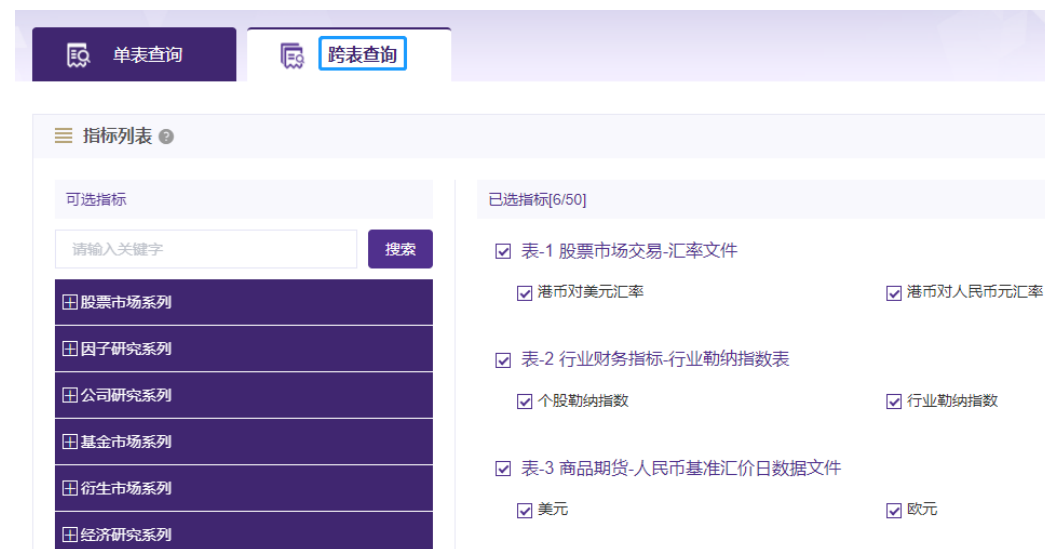 单表查询
跨表查询
指标列表
可选指标
请输入关键字
搜索
股票市场系列
因子研究系列
公司研究系列
基金市场系列
衍生市场系列
经济研究系列
已选指标[6/50]
表-1 股票市场交易-汇率文件
港币对美元汇率 港币对人民币元汇率
表-2 行业财务指标-行业勒纳指数表
个股勒纳指数 行业勒纳指数
表-3 商品期货-人民币基准汇价日数据文件
美元 欧元